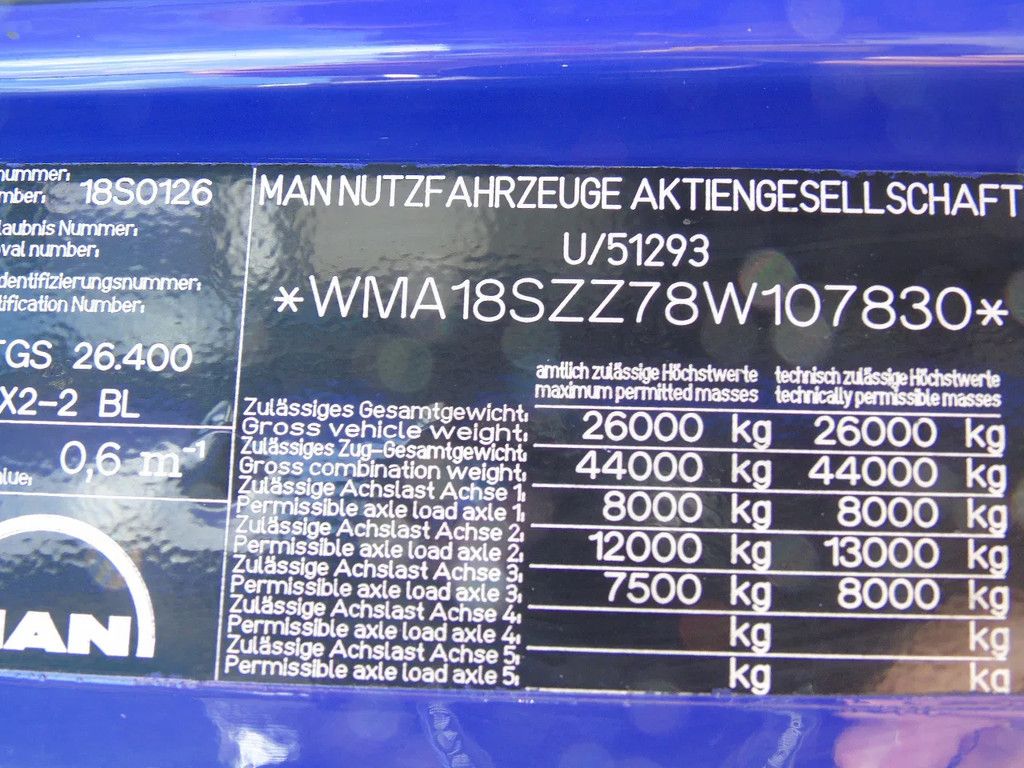 nummer:
mber: 18S0126
laubnis Nummer:
val number:
dentifizierungsnummer:
tification Number:
TGS 26.400
X2-2 BL
0,6 m⁻¹
alue:
MAN
MAN NUTZFAHRZEUGE AKTIENGESELLSCHAFT
U/51293
*WMA18SZZ78W107830*
amtlich zulässige Höchstwerte technisch zulässige Höchstwerte
maximum permitted masses technically permissible masses
Zulässiges Gesamtgewicht:
Gross vehicle weight: 26000 kg 26000 kg
Zulässiges Zug-Gesamtgewicht:
Gross combination weight: 44000 kg 44000 kg
Zulässige Achslast Achse 1:
Permissible axle load axle 1: 8000 kg 8000 kg
Zulässige Achslast Achse 2:
Permissible axle load axle 2: 12000 kg 13000 kg
Zulässige Achslast Achse 3:
Permissible axle load axle 3: 7500 kg 8000 kg
Zulässige Achslast Achse 4:
Permissible axle load axle 4: kg kg
Zulässige Achslast Achse 5:
Permissible axle load axle 5: kg kg